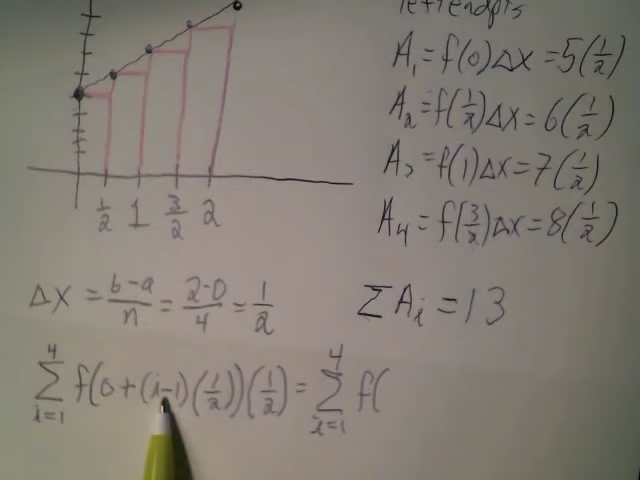 left endpts
A₁ = f(0)Δx = 5(1/2)
A₂ = f(1/2)Δx = 6(1/2)
A₃ = f(1)Δx = 7(1/2)
A₄ = f(3/2)Δx = 8(1/2)
1/2 1 3/2 2
Δx = b-a/n = 2-0/4 = 1/2
ΣAᵢ = 13
4 Σ i=1 f(0+(i-1)(1/2))(1/2) = 4 Σ i=1 f(